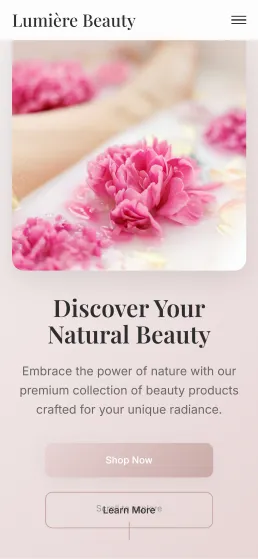 Lumière Beauty
Discover Your
Natural Beauty
Embrace the power of nature with our
premium collection of beauty products
crafted for your unique radiance.
Shop Now
Learn More